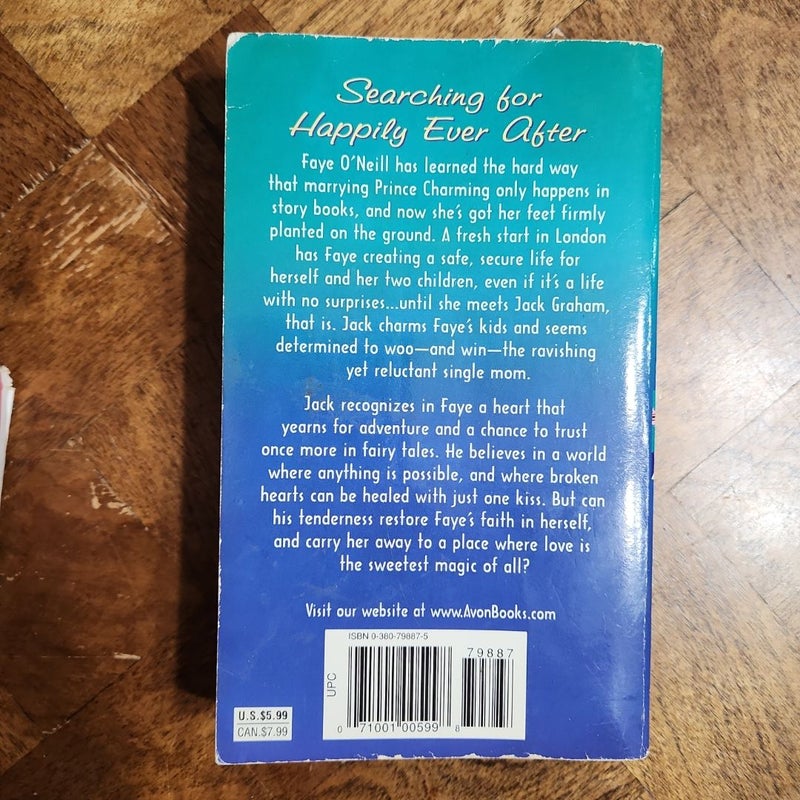 Searching for
Happily Ever After
Faye O'Neill has learned the hard way
that marrying Prince Charming only happens in
story books, and now she's got her feet firmly
planted on the ground. A fresh start in London
has Faye creating a safe, secure life for
herself and her two children, even if it's a life
with no surprises...until she meets Jack Graham,
that is. Jack charms Faye's kids and seems
determined to woo—and win—the ravishing
yet reluctant single mom.
Jack recognizes in Faye a heart that
yearns for adventure and a chance to trust
once more in fairy tales. He believes in a world
where anything is possible, and where broken
hearts can be healed with just one kiss. But can
his tenderness restore Faye's faith in herself,
and carry her away to a place where love is
the sweetest magic of all?
Visit our website at www.AvonBooks.com
ISBN 0-380-79887-5
79887
UPC
0 71001 00599 8
U.S.$5.99
CAN.$7.99